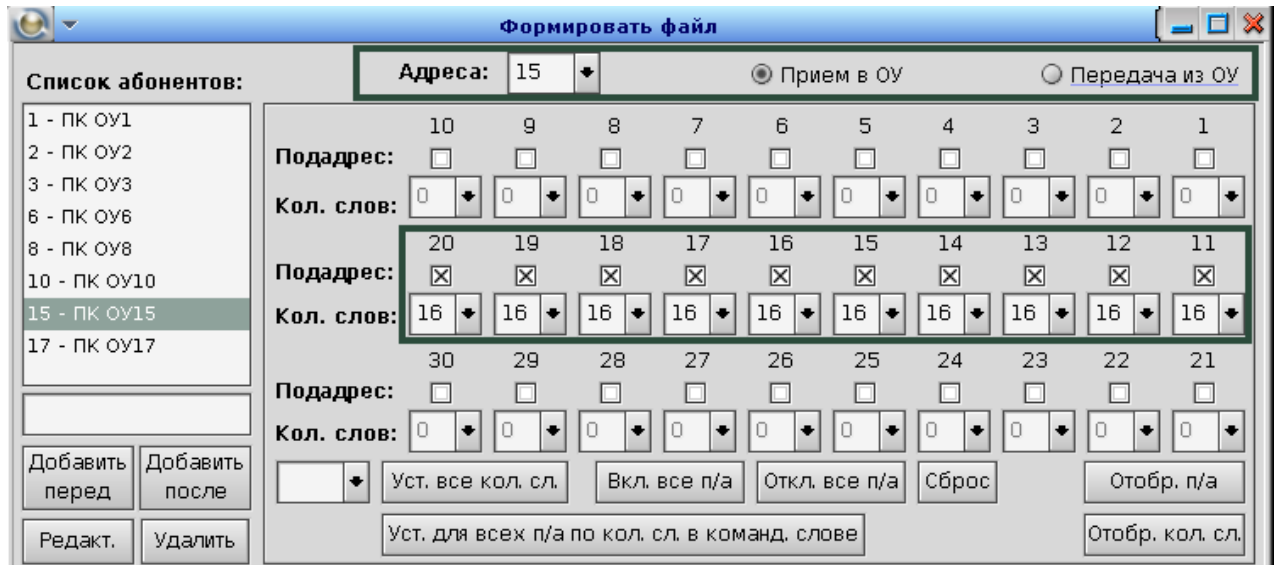 Формировать файл
Список абонентов:
Адреса: 15 Прием в ОУ Передача из ОУ
1 - ПК ОУ1
2 - ПК ОУ2
3 - ПК ОУ3
6 - ПК ОУ6
8 - ПК ОУ8
10 - ПК ОУ10
15 - ПК ОУ15
17 - ПК ОУ17
10 9 8 7 6 5 4 3 2 1
Подадрес:
Кол. слов: 0 0 0 0 0 0 0 0 0 0
20 19 18 17 16 15 14 13 12 11
Подадрес:
Кол. слов: 16 16 16 16 16 16 16 16 16 16
30 29 28 27 26 25 24 23 22 21
Подадрес:
Кол. слов: 0 0 0 0 0 0 0 0 0 0
Добавить перед
Добавить после
Редакт. Удалить
Уст. все кол. сл. Вкл. все п/а Откл. все п/а Сброс Отобр. п/а
Уст. для всех п/а по кол. сл. в команд. слове Отобр. кол. сл.